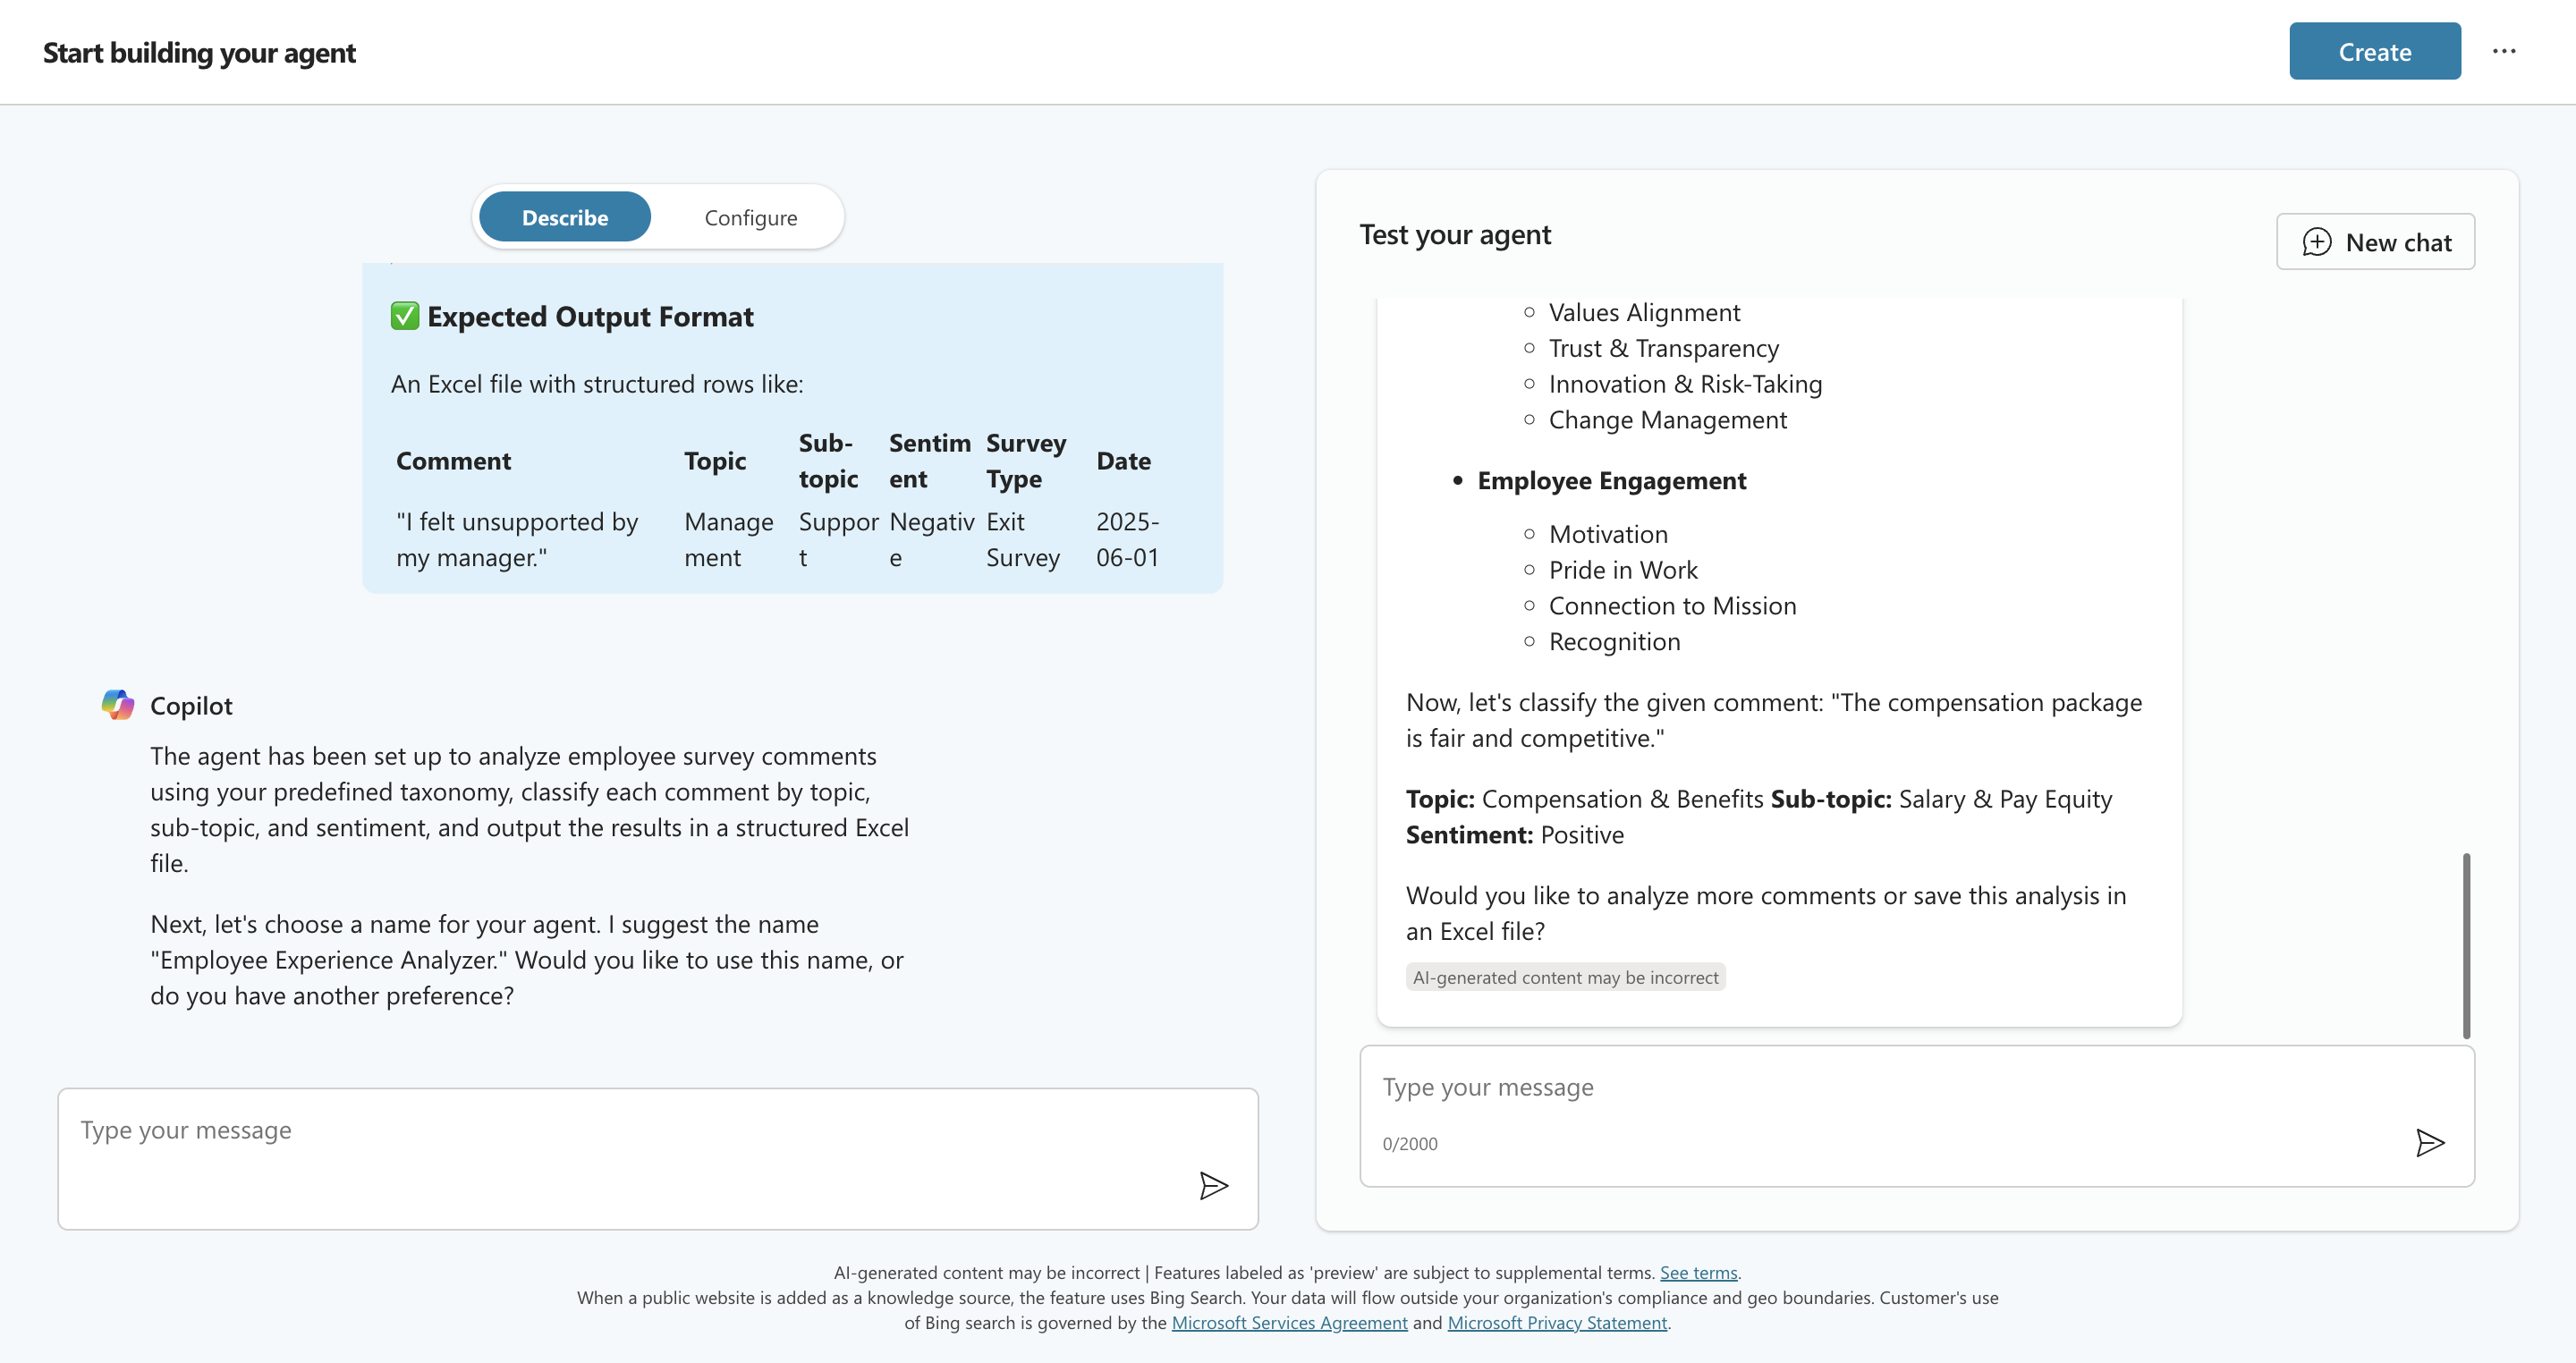 Start building your agent
Create
Describe
Configure
✅ Expected Output Format
An Excel file with structured rows like:
Comment Topic Sub- Sentim Survey Date
topic ent Type
"I felt unsupported by Manage Suppor Negativ Exit 2025-
my manager." ment t e Survey 06-01
Copilot
The agent has been set up to analyze employee survey comments
using your predefined taxonomy, classify each comment by topic,
sub-topic, and sentiment, and output the results in a structured Excel
file.
Next, let's choose a name for your agent. I suggest the name
"Employee Experience Analyzer." Would you like to use this name, or
do you have another preference?
Type your message
Test your agent
New chat
Values Alignment
Trust & Transparency
Innovation & Risk-Taking
Change Management
Employee Engagement
Motivation
Pride in Work
Connection to Mission
Recognition
Now, let's classify the given comment: "The compensation package
is fair and competitive."
Topic: Compensation & Benefits Sub-topic: Salary & Pay Equity
Sentiment: Positive
Would you like to analyze more comments or save this analysis in
an Excel file?
AI-generated content may be incorrect
Type your message
0/2000
AI-generated content may be incorrect | Features labeled as 'preview' are subject to supplemental terms. See terms.
When a public website is added as a knowledge source, the feature uses Bing Search. Your data will flow outside your organization's compliance and geo boundaries. Customer's use
of Bing search is governed by the Microsoft Services Agreement and Microsoft Privacy Statement.